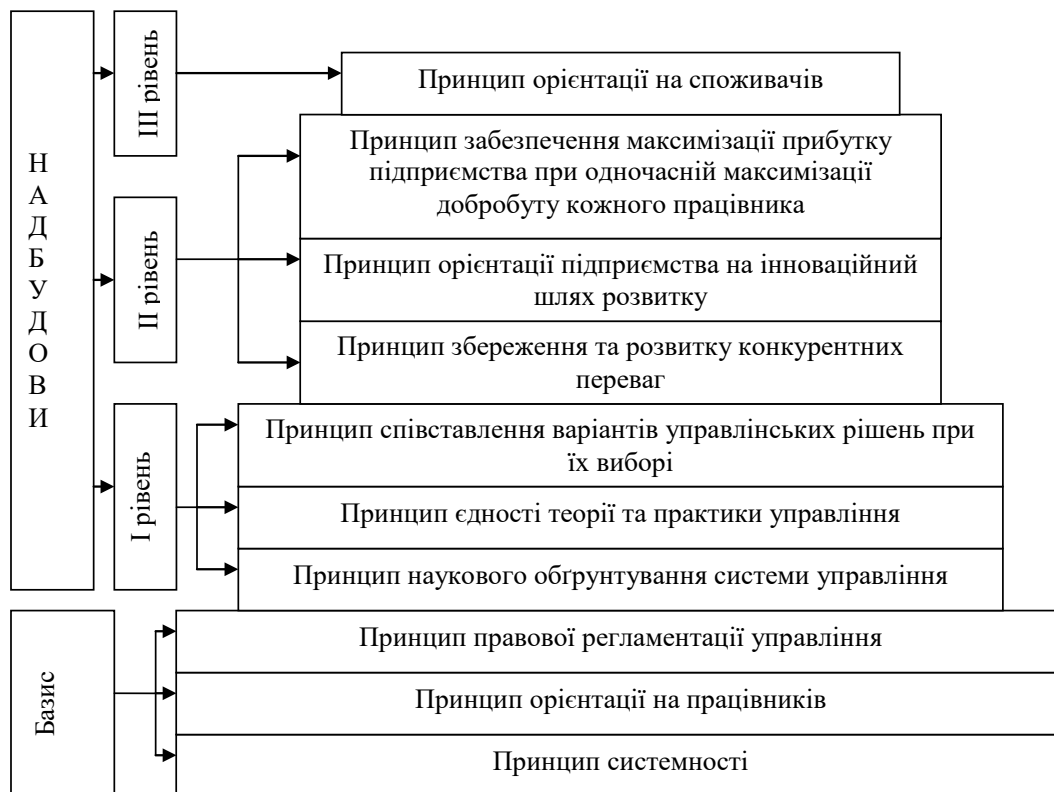 НАДБУДОВИ
III рівень
Принцип орієнтації на споживачів
II рівень
Принцип забезпечення максимізації прибутку
підприємства при одночасній максимізації
добробуту кожного працівника
Принцип орієнтації підприємства на інноваційний
шлях розвитку
Принцип збереження та розвитку конкурентних
переваг
I рівень
Принцип співставлення варіантів управлінських рішень при
їх виборі
Принцип єдності теорії та практики управління
Принцип наукового обґрунтування системи управління
Базис
Принцип правової регламентації управління
Принцип орієнтації на працівників
Принцип системності